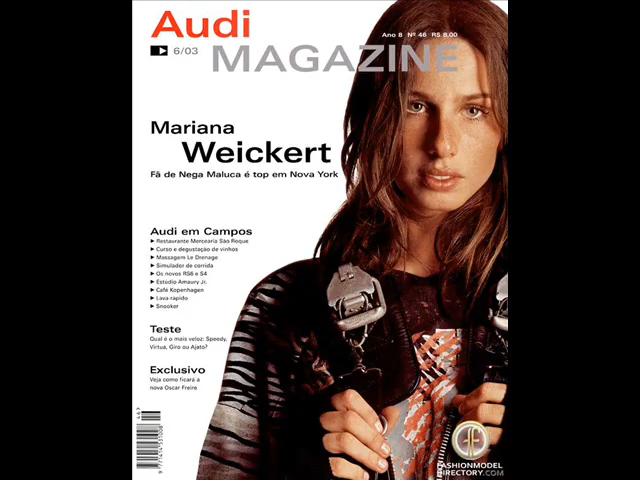 Audi
6/03
MAGAZINE
Ano 8 Nº 46 R$ 8,00
Mariana
Weickert
Fã de Nega Maluca é top em Nova York
Audi em Campos
▶ Restaurante Mercearia São Roque
▶ Curso e degustação de vinhos
▶ Massagem Le Drenage
▶ Simulador de corrida
▶ Os novos RS6 e S4
▶ Estúdio Amaury Jr.
▶ Café Kopenhagen
▶ Lava-rápido
▶ Snooker
Teste
Qual é o mais veloz: Speedy,
Virtua, Giro ou Ajato?
Exclusivo
Veja como ficará a
nova Oscar Freire
FASHIONMODEL
DIRECTORY.COM